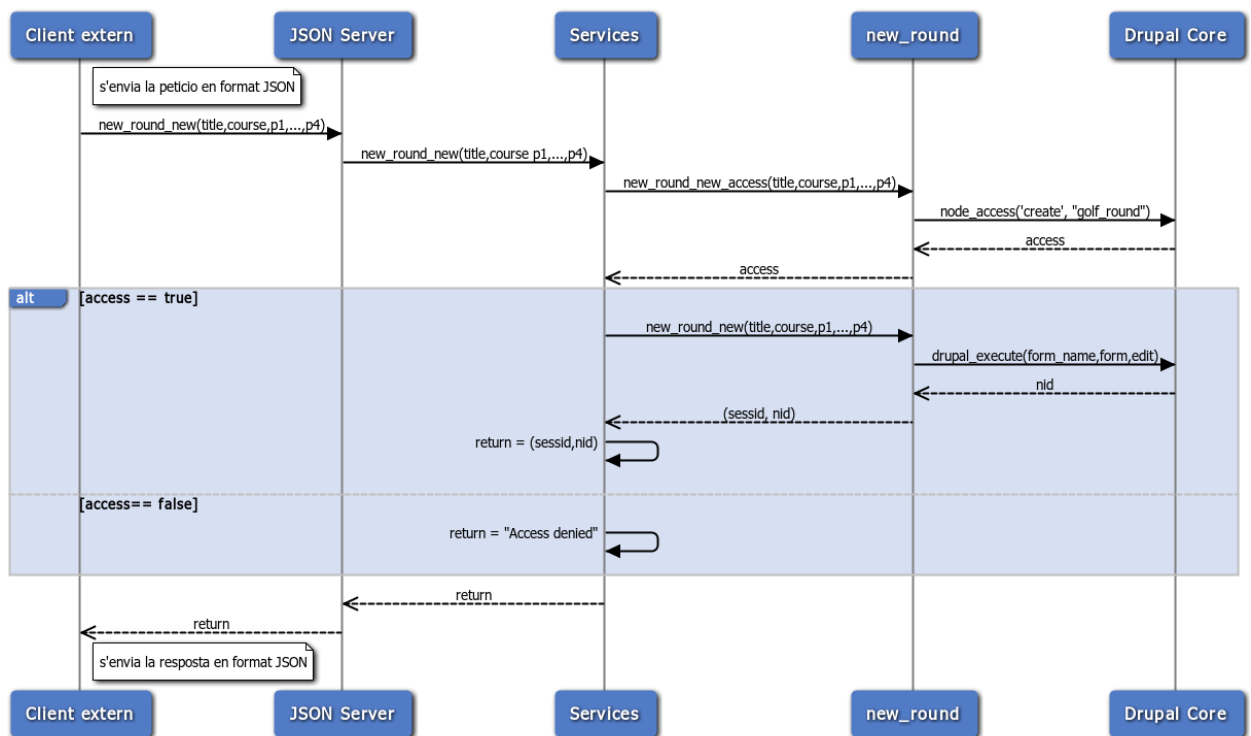 Client extern
JSON Server
Services
new_round
Drupal Core
s'envia la peticio en format JSON
new_round_new(title,course,p1,...,p4)
new_round_new(title,course p1,...,p4)
new_round_new_access(title,course,p1,...,p4)
node_access('create', "golf_round")
access
access
alt
[access == true]
new_round_new(title,course,p1,...,p4)
drupal_execute(form_name,form,edit)
nid
(sessid, nid)
return = (sessid,nid)
[access== false]
return = "Access denied"
return
return
s'envia la resposta en format JSON
Client extern
JSON Server
Services
new_round
Drupal Core